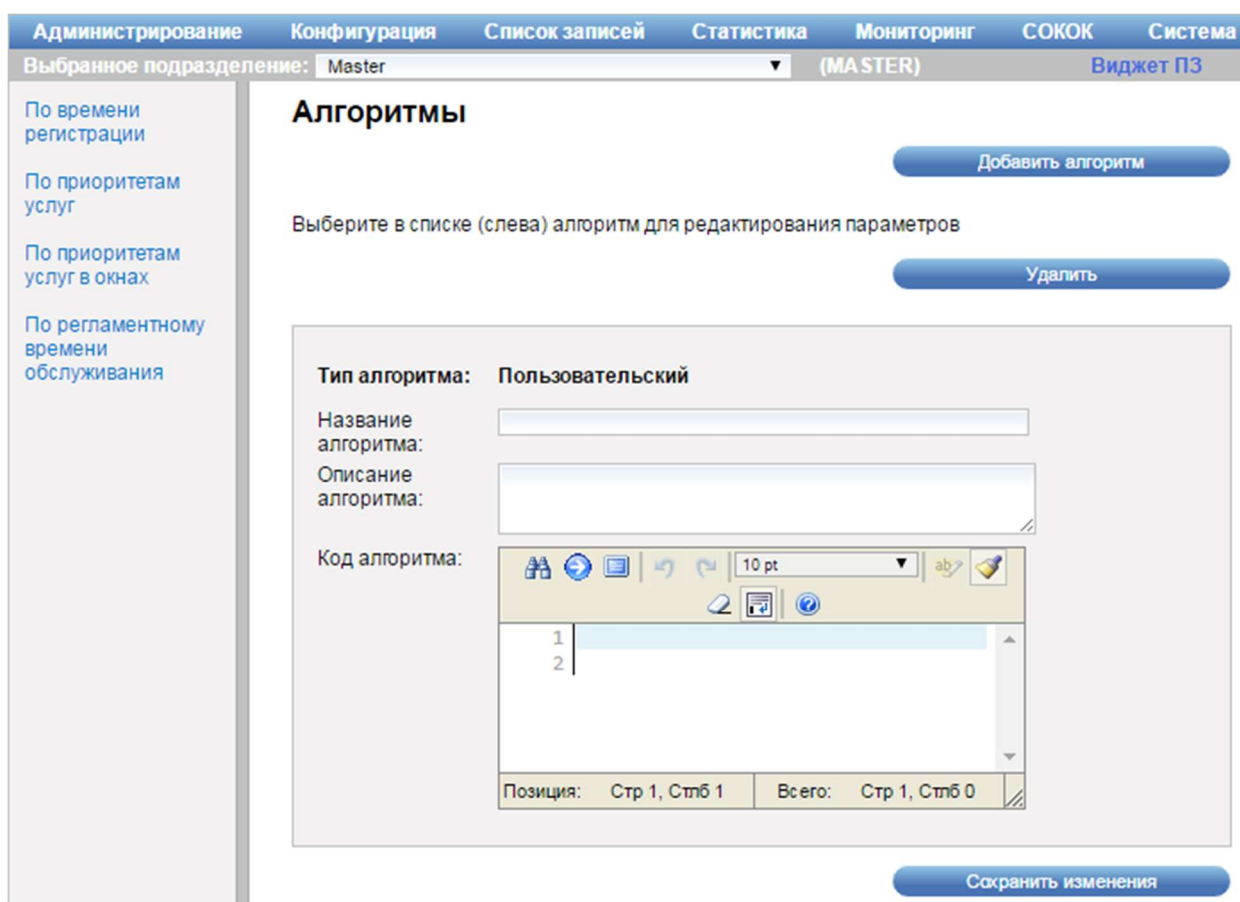 Администрирование Конфигурация Список записей Статистика Мониторинг СОКОК Система
Выбранное подразделение: Master (MASTER) Виджет ПЗ
По времени
регистрации
По приоритетам
услуг
По приоритетам
услуг в окнах
По регламентному
времени
обслуживания
Алгоритмы
Добавить алгоритм
Выберите в списке (слева) алгоритм для редактирования параметров
Удалить
Тип алгоритма: Пользовательский
Название
алгоритма:
Описание
алгоритма:
Код алгоритма:
10 pt
ab
1
2
Позиция: Стр 1, Стлб 1 Всего: Стр 1, Стлб 0
Сохранить изменения